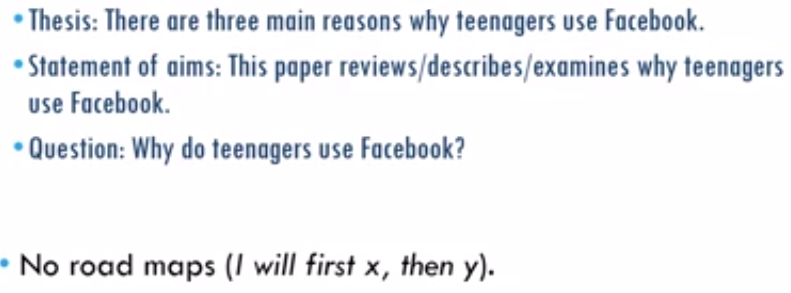 • Thesis: There are three main reasons why teenagers use Facebook.
• Statement of aims: This paper reviews/describes/examines why teenagers
use Facebook.
• Question: Why do teenagers use Facebook?
• No road maps (I will first x, then y).